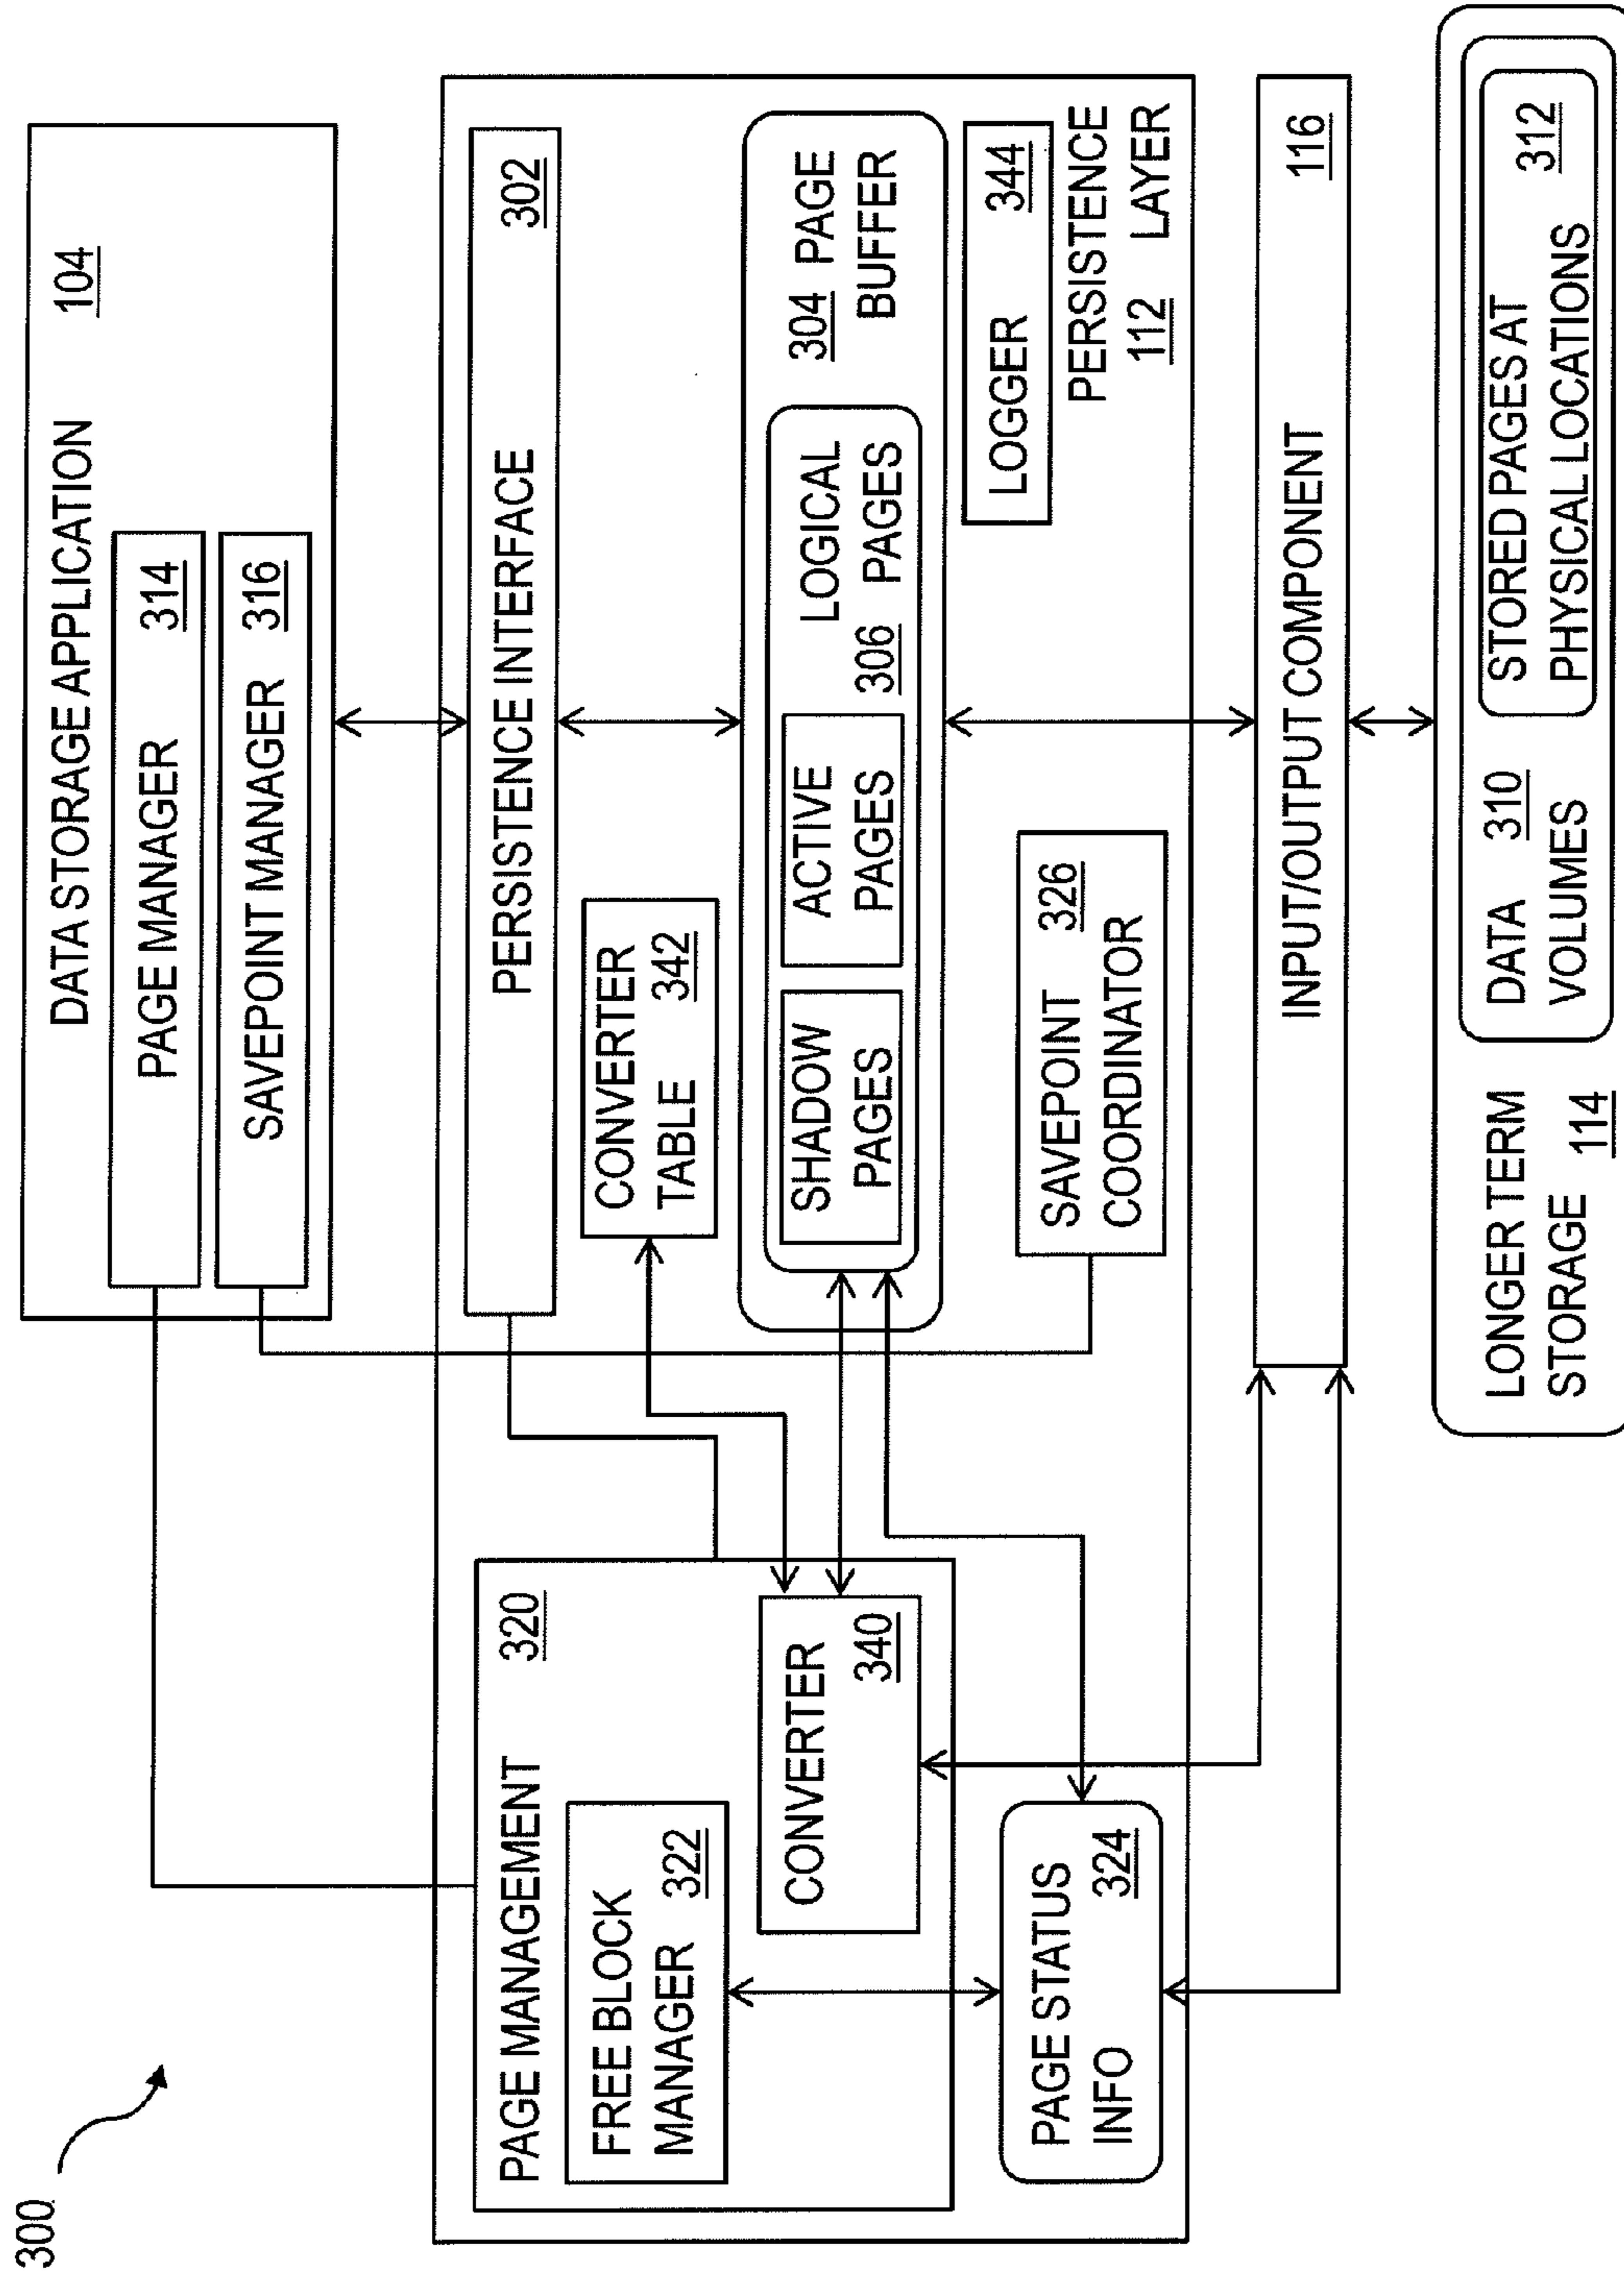 300
DATA STORAGE APPLICATION 104
PAGE MANAGER 314
SAVEPOINT MANAGER 316
PERSISTENCE INTERFACE 302
PAGE MANAGEMENT 320
FREE BLOCK
MANAGER 322
CONVERTER
340
CONVERTER
TABLE 342
304 PAGE
BUFFER
LOGICAL
306 PAGES
SHADOW
PAGES
ACTIVE
PAGES
PAGE STATUS
INFO 324
SAVEPOINT
COORDINATOR 326
LOGGER 344
PERSISTENCE
112 LAYER
INPUT/OUTPUT COMPONENT 116
LONGER TERM
STORAGE 114
DATA 310
VOLUMES
STORED PAGES AT
PHYSICAL LOCATIONS 312